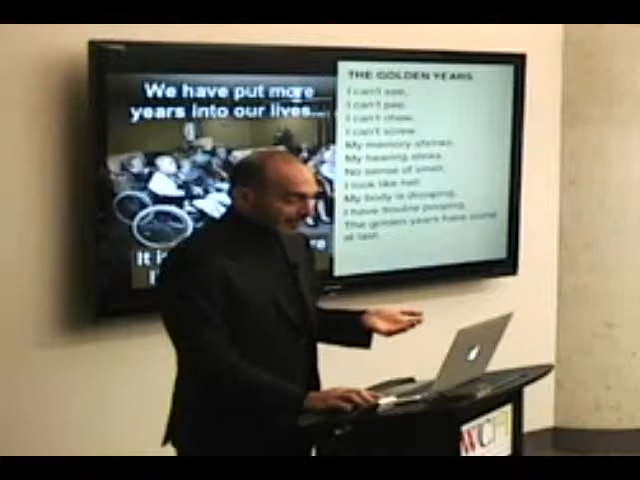 We have put more
years into our lives...
THE GOLDEN YEARS
I can't see,
I can't pee,
I can't chew,
I can't screw
My memory shrinks,
My hearing stinks,
No sense of smell,
I look like hell
My body is drooping,
I have trouble pooping,
The golden years have come
at last.
It i
WCH